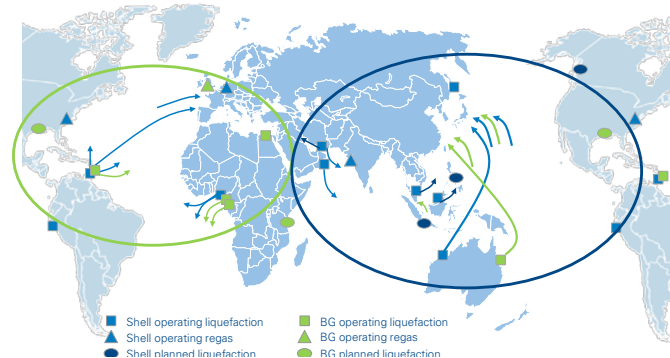 Shell operating liquefaction
BG operating liquefaction
Shell operating regas
BG operating regas
Shell planned liquefaction
BG planned liquefaction